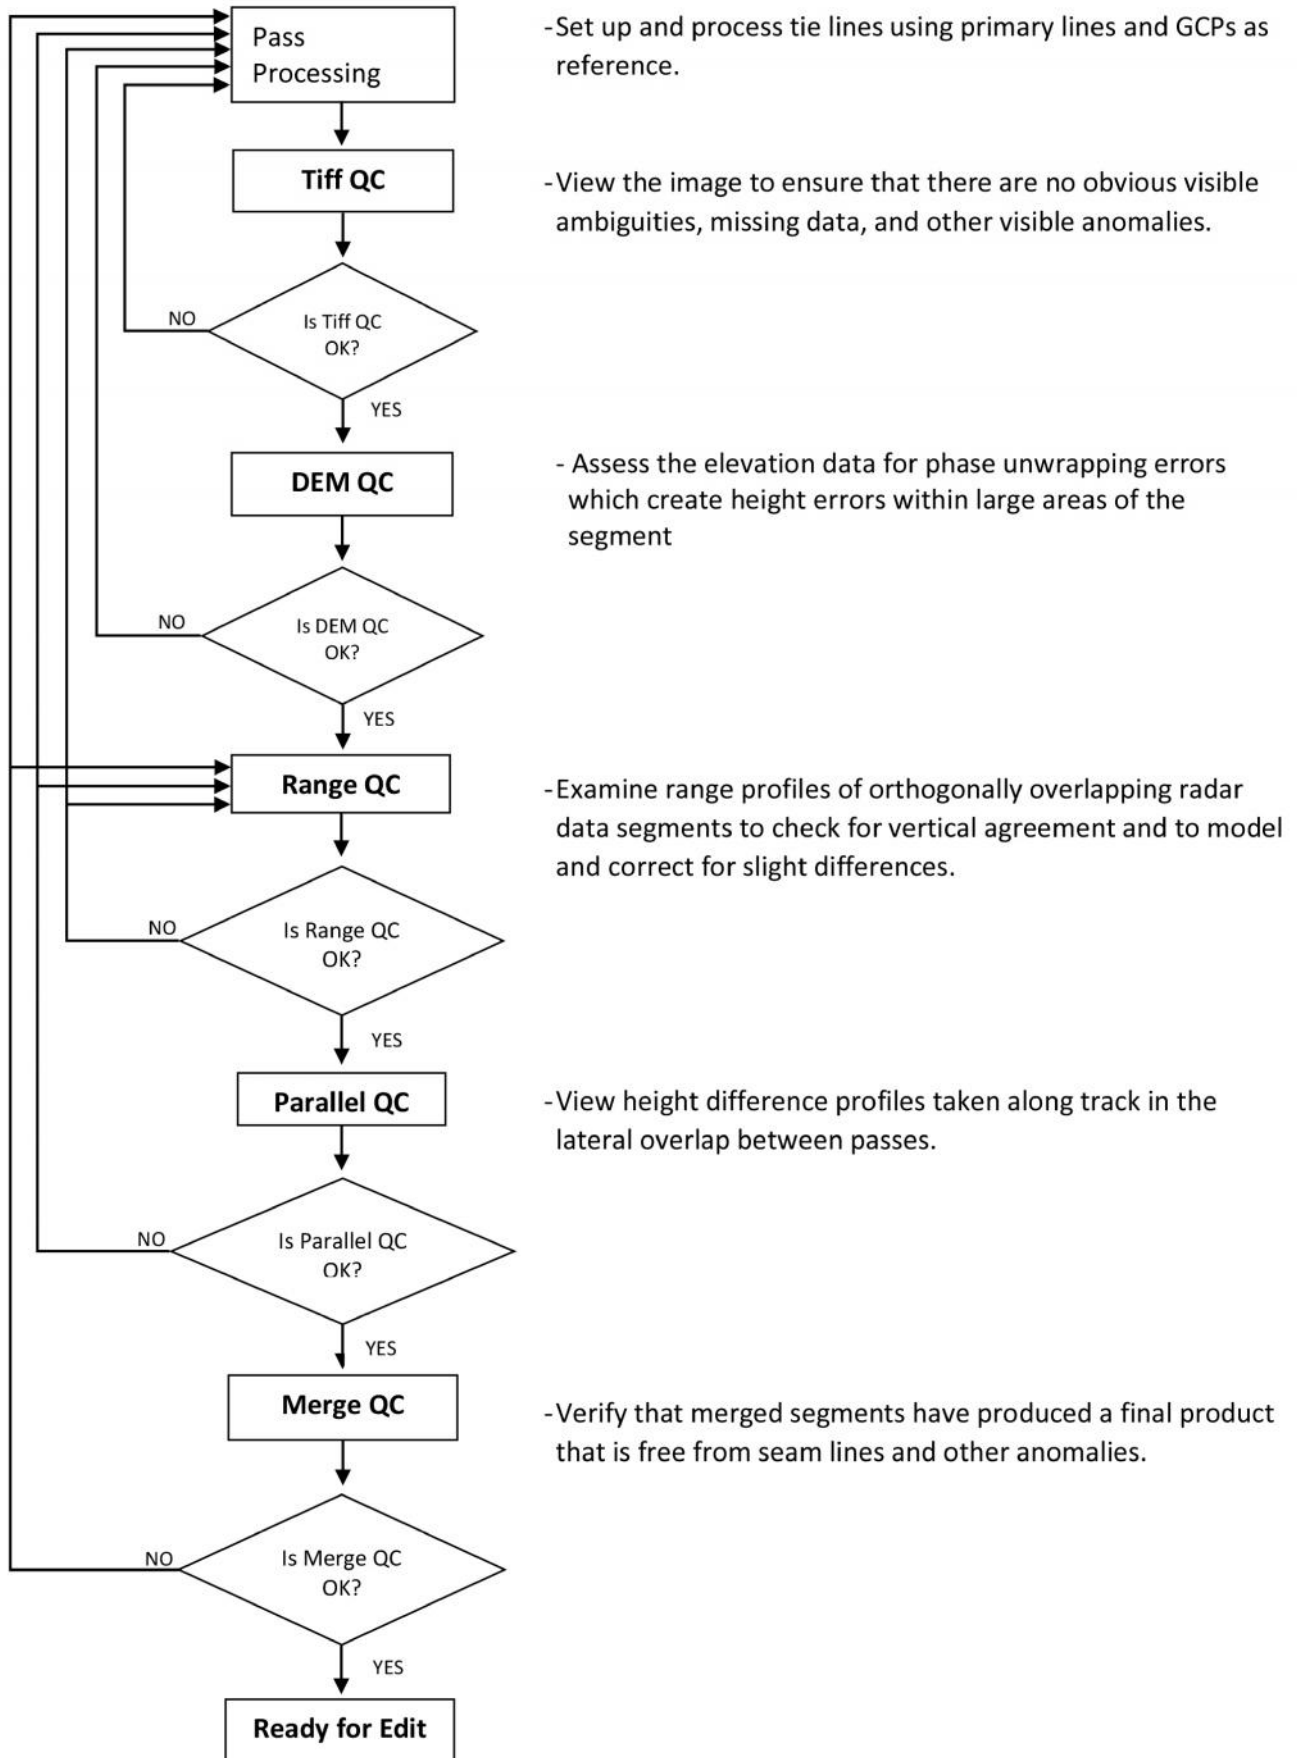 Pass
Processing
-Set up and process tie lines using primary lines and GCPs as
reference.
Tiff QC
-View the image to ensure that there are no obvious visible
ambiguities, missing data, and other visible anomalies.
NO
Is Tiff QC
OK?
YES
DEM QC
- Assess the elevation data for phase unwrapping errors
which create height errors within large areas of the
segment
NO
Is DEM QC
OK?
YES
Range QC
-Examine range profiles of orthogonally overlapping radar
data segments to check for vertical agreement and to model
and correct for slight differences.
NO
Is Range QC
OK?
YES
Parallel QC
-View height difference profiles taken along track in the
lateral overlap between passes.
NO
Is Parallel QC
OK?
YES
Merge QC
-Verify that merged segments have produced a final product
that is free from seam lines and other anomalies.
NO
Is Merge QC
OK?
YES
Ready for Edit